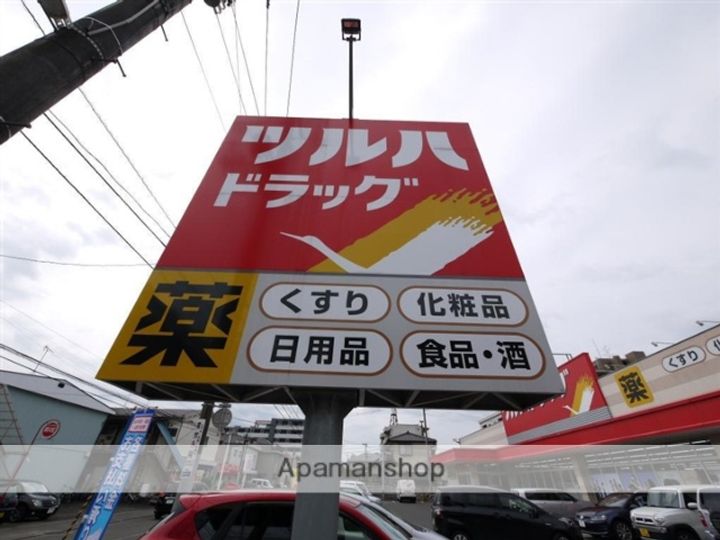 ツルハ
ドラッグ
薬
くすり 化粧品
日用品 食品・酒
薬
くすり
Apamanshop